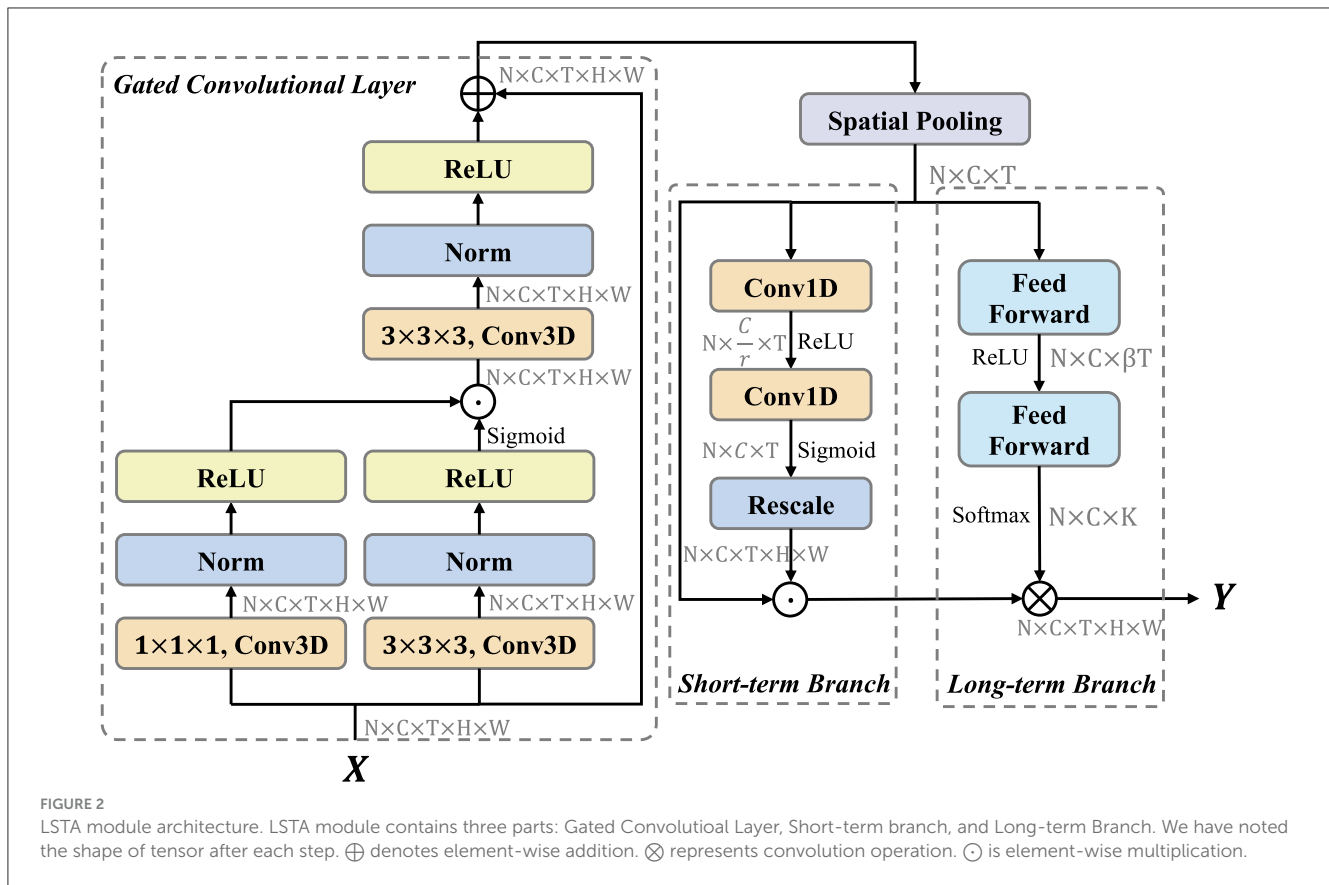 Gated Convolutional Layer
N×C×T×H×W
ReLU
Norm
N×C×T×H×W
3×3×3, Conv3D
N×C×T×H×W
Sigmoid
ReLU
ReLU
Norm
Norm
N×C×T×H×W
N×C×T×H×W
1×1×1, Conv3D
3×3×3, Conv3D
N×C×T×H×W
X
Spatial Pooling
N×C×T
Conv1D
N×C/r×T
ReLU
Conv1D
N×C×T
Sigmoid
Rescale
N×C×T×H×W
Short-term Branch
Feed
Forward
ReLU
N×C×βT
Feed
Forward
Softmax
N×C×K
Y
N×C×T×H×W
Long-term Branch
FIGURE 2
LSTA module architecture. LSTA module contains three parts: Gated Convolutioal Layer, Short-term branch, and Long-term Branch. We have noted
the shape of tensor after each step. ⊕ denotes element-wise addition. ⊗ represents convolution operation. ⊙ is element-wise multiplication.